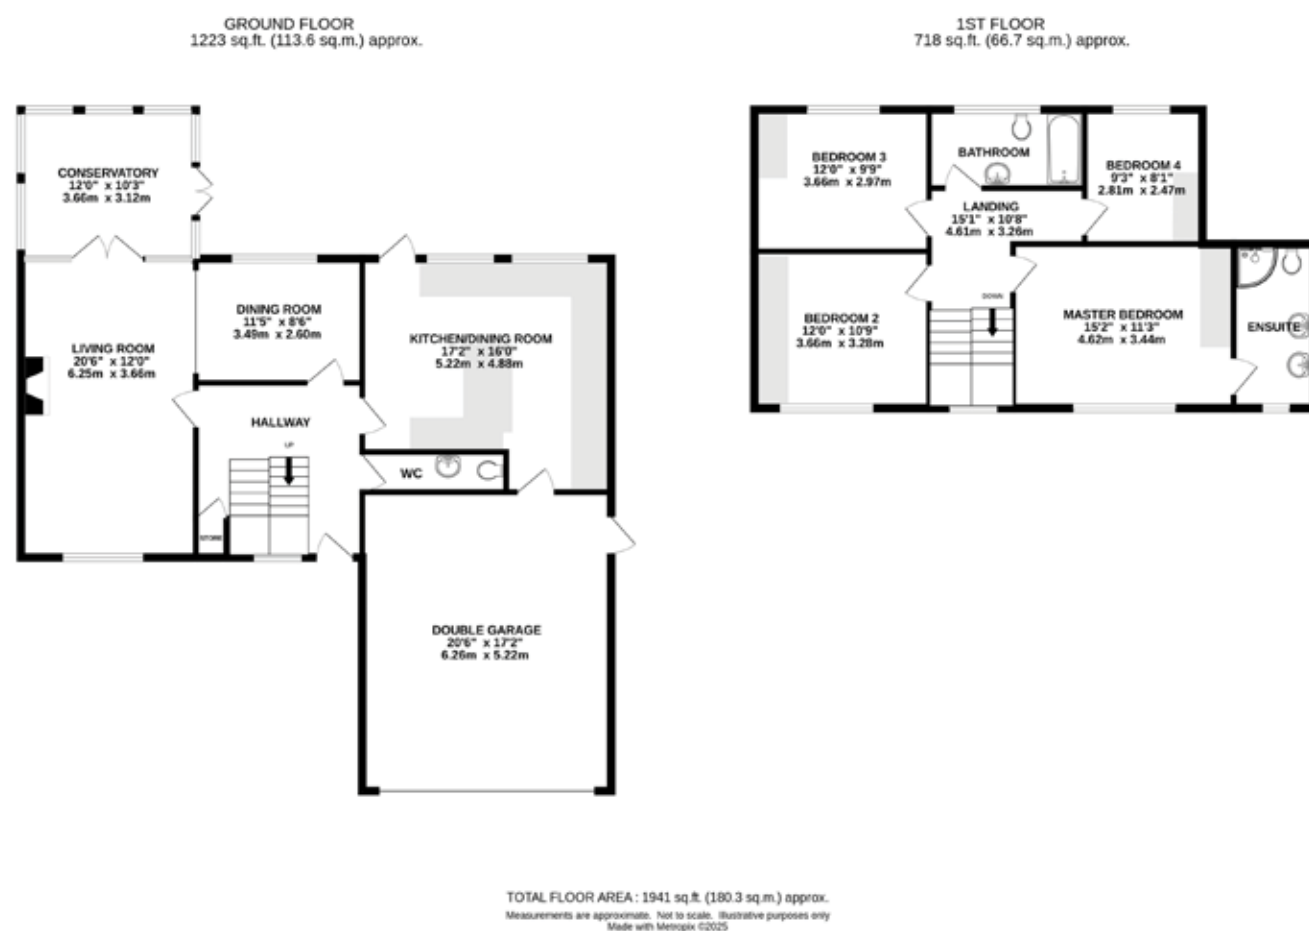 GROUND FLOOR
1223 sq.ft. (113.6 sq.m.) approx.
1ST FLOOR
718 sq.ft. (66.7 sq.m.) approx.
CONSERVATORY
12'0" x 10'3"
3.66m x 3.12m
DINING ROOM
11'5" x 8'6"
3.49m x 2.60m
KITCHEN/DINING ROOM
17'2" x 16'0"
5.22m x 4.88m
LIVING ROOM
20'6" x 12'0"
6.25m x 3.66m
HALLWAY
UP
WC
STORE
DOUBLE GARAGE
20'6" x 17'2"
6.26m x 5.22m
BEDROOM 3
12'0" x 9'9"
3.66m x 2.97m
BATHROOM
BEDROOM 4
9'3" x 8'1"
2.81m x 2.47m
LANDING
15'1" x 10'8"
4.61m x 3.26m
DOWN
BEDROOM 2
12'0" x 10'9"
3.66m x 3.28m
MASTER BEDROOM
15'2" x 11'3"
4.62m x 3.44m
ENSUITE
TOTAL FLOOR AREA : 1941 sq.ft. (180.3 sq.m.) approx.
Measurements are approximate. Not to scale. Illustrative purposes only
Made with Metropix ©2025